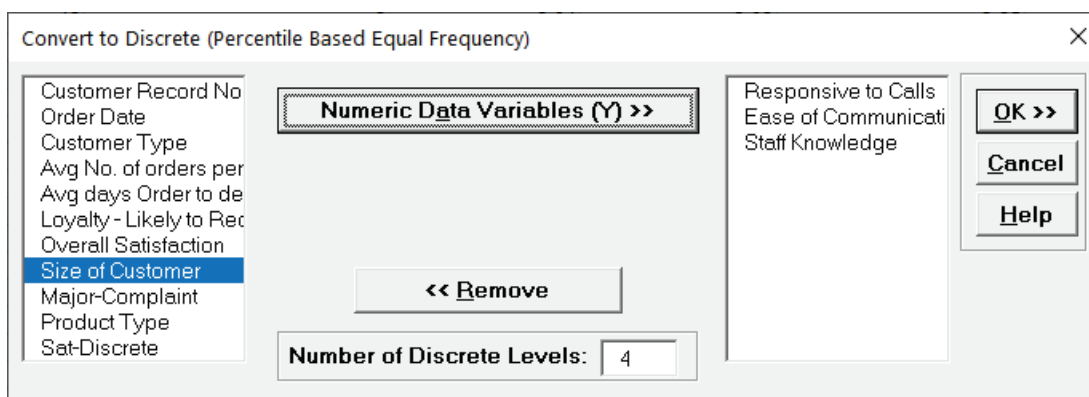 Convert to Discrete (Percentile Based Equal Frequency)
Customer Record No
Order Date
Customer Type
Avg No. of orders per
Avg days Order to de
Loyalty - Likely to Rec
Overall Satisfaction
Size of Customer
Major-Complaint
Product Type
Sat-Discrete
Numeric Data Variables (Y) >>
<< Remove
Number of Discrete Levels: 4
Responsive to Calls
Ease of Communicati
Staff Knowledge
OK >>
Cancel
Help